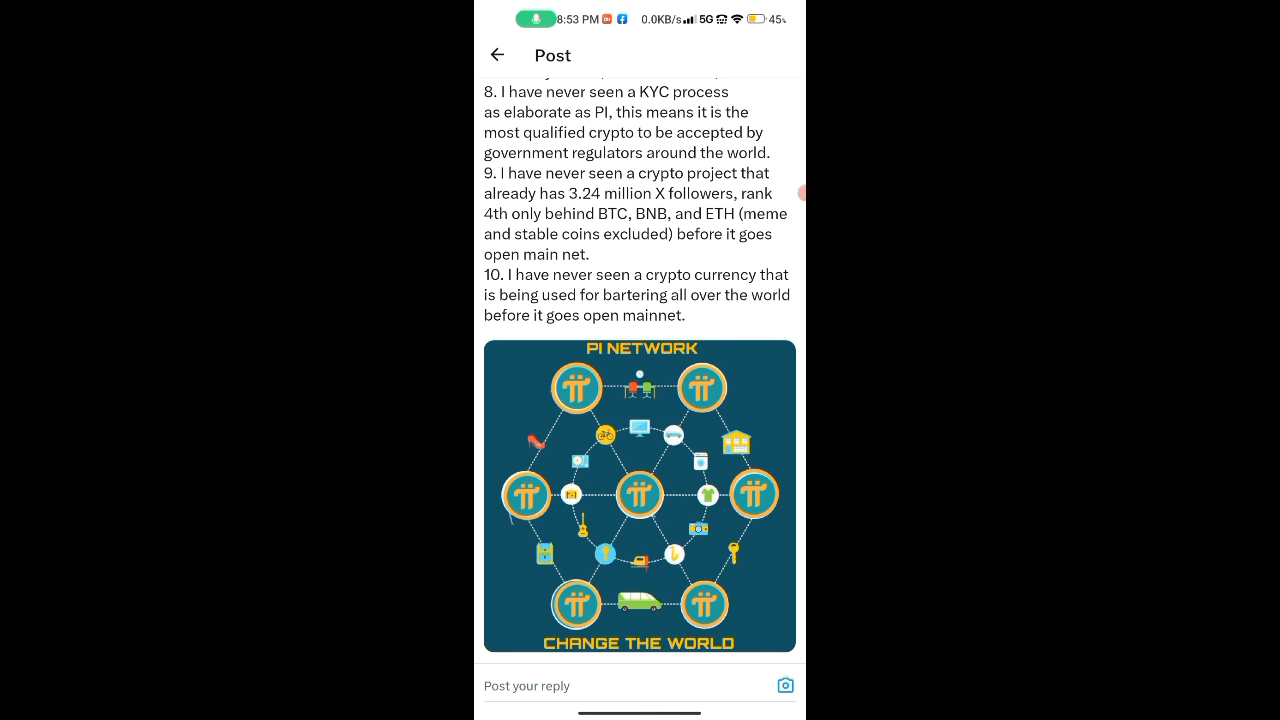 8:53 PM 0.0KB/s 5G 45%
Post
8. I have never seen a KYC process
as elaborate as PI, this means it is the
most qualified crypto to be accepted by
government regulators around the world.
9. I have never seen a crypto project that
already has 3.24 million X followers, rank
4th only behind BTC, BNB, and ETH (meme
and stable coins excluded) before it goes
open main net.
10. I have never seen a crypto currency that
is being used for bartering all over the world
before it goes open mainnet.
PI NETWORK
CHANGE THE WORLD
Post your reply